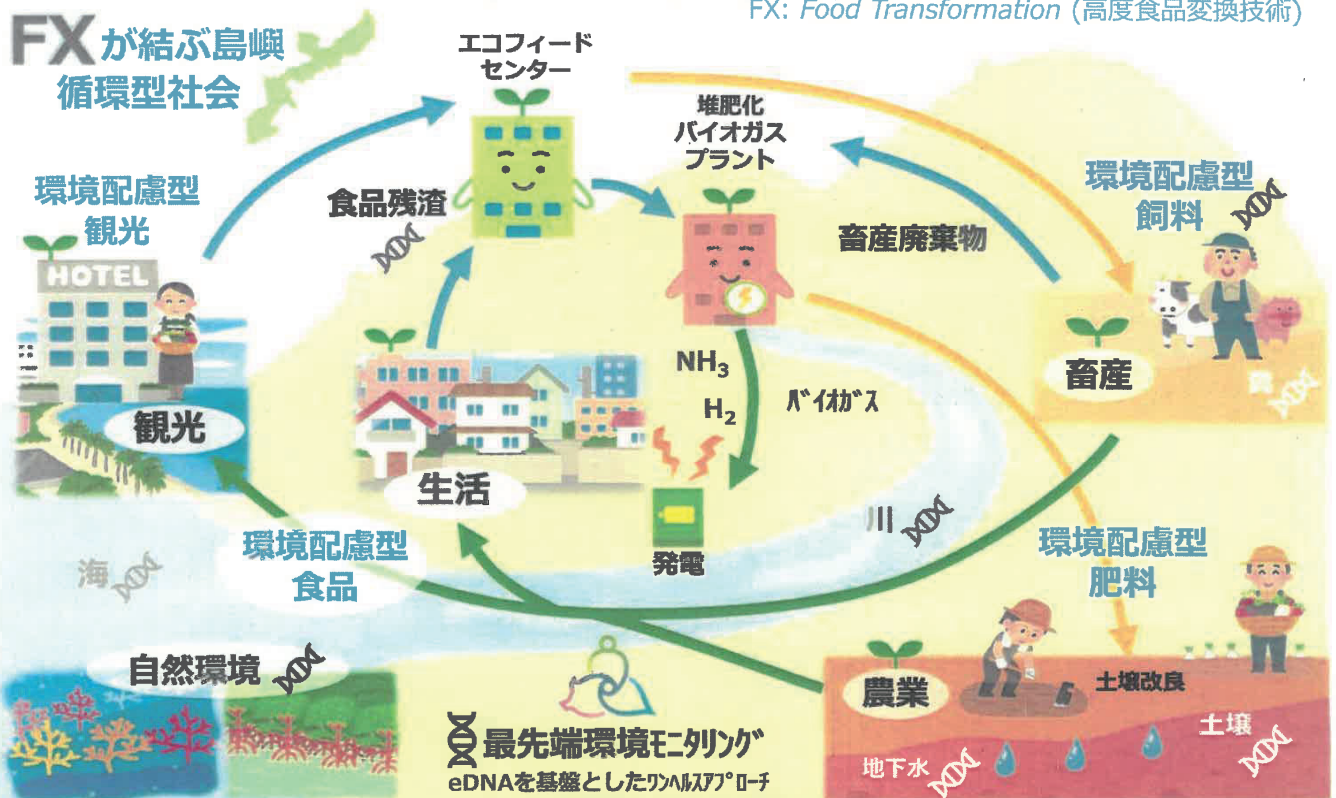 FX: Food Transformation (高度食品変換技術)
FXが結ぶ島嶼
循環型社会
エコフィード
センター
堆肥化
バイオガス
プラント
環境配慮型
観光
食品残渣
畜産廃棄物
環境配慮型
飼料
HOTEL
NH₃
H₂
バイオガス
畜産
観光
生活
発電
川
環境配慮型
食品
環境配慮型
肥料
海
自然環境
農業
土壌改良
土壌
地下水
最先端環境モニタリング
eDNAを基盤としたワンヘルスアプローチ